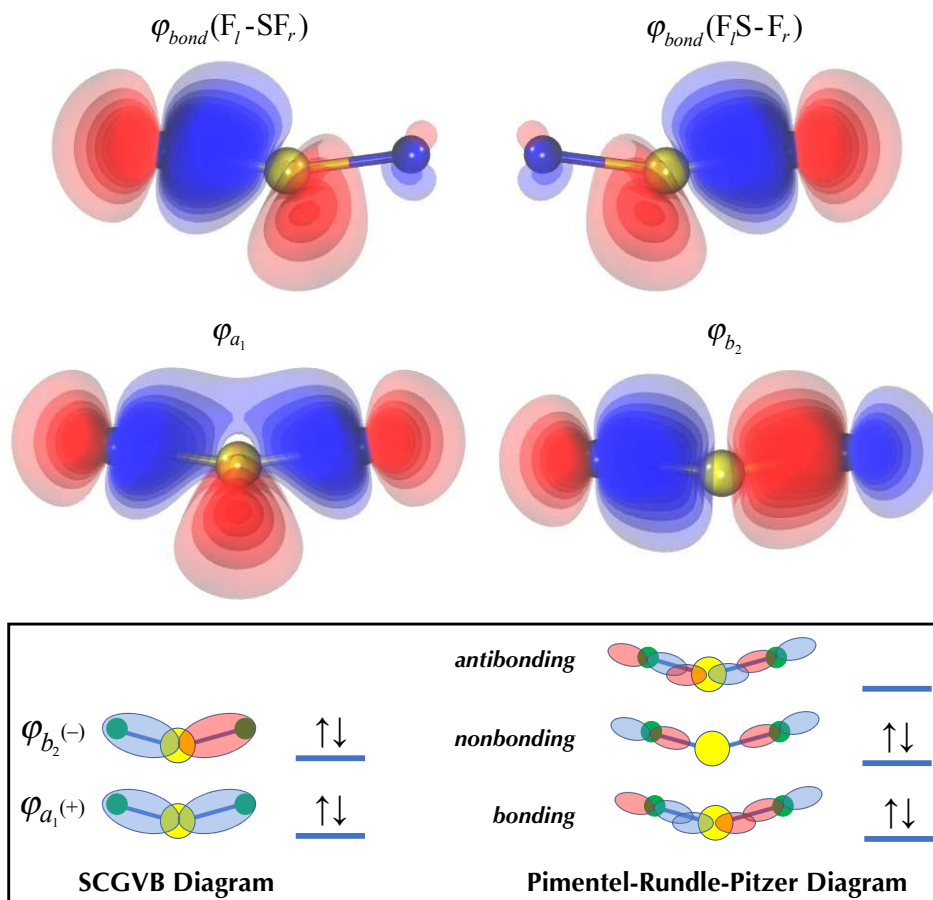 φbond(Fl-SFr)
φbond(FlS-Fr)
φa1
φb2
antibonding
φb2(–) ↑↓
nonbonding ↑↓
φa1(+) ↑↓
bonding ↑↓
SCGVB Diagram
Pimentel-Rundle-Pitzer Diagram